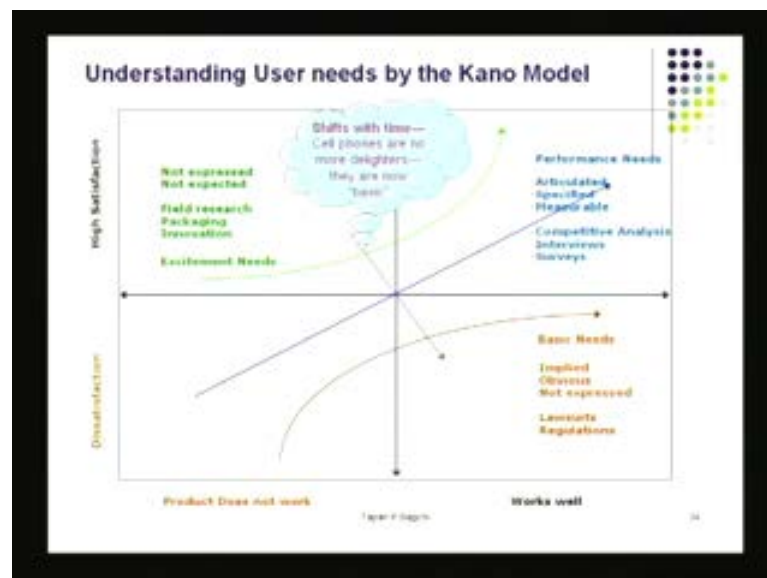 Understanding User needs by the Kano Model
High Satisfaction
Dissatisfaction
Shifts with time—
Cell phones are no
more delighters—
they are now
"basic"
Not expressed
Not expected
Field research
Packaging
Innovation
Excitement Needs
Performance Needs
Articulated
Specified
Measurable
Competitive Analysis
Interviews
Surveys
Basic Needs
Implied
Obvious
Not expressed
Lawsuits
Regulations
Product Does not work
Works well